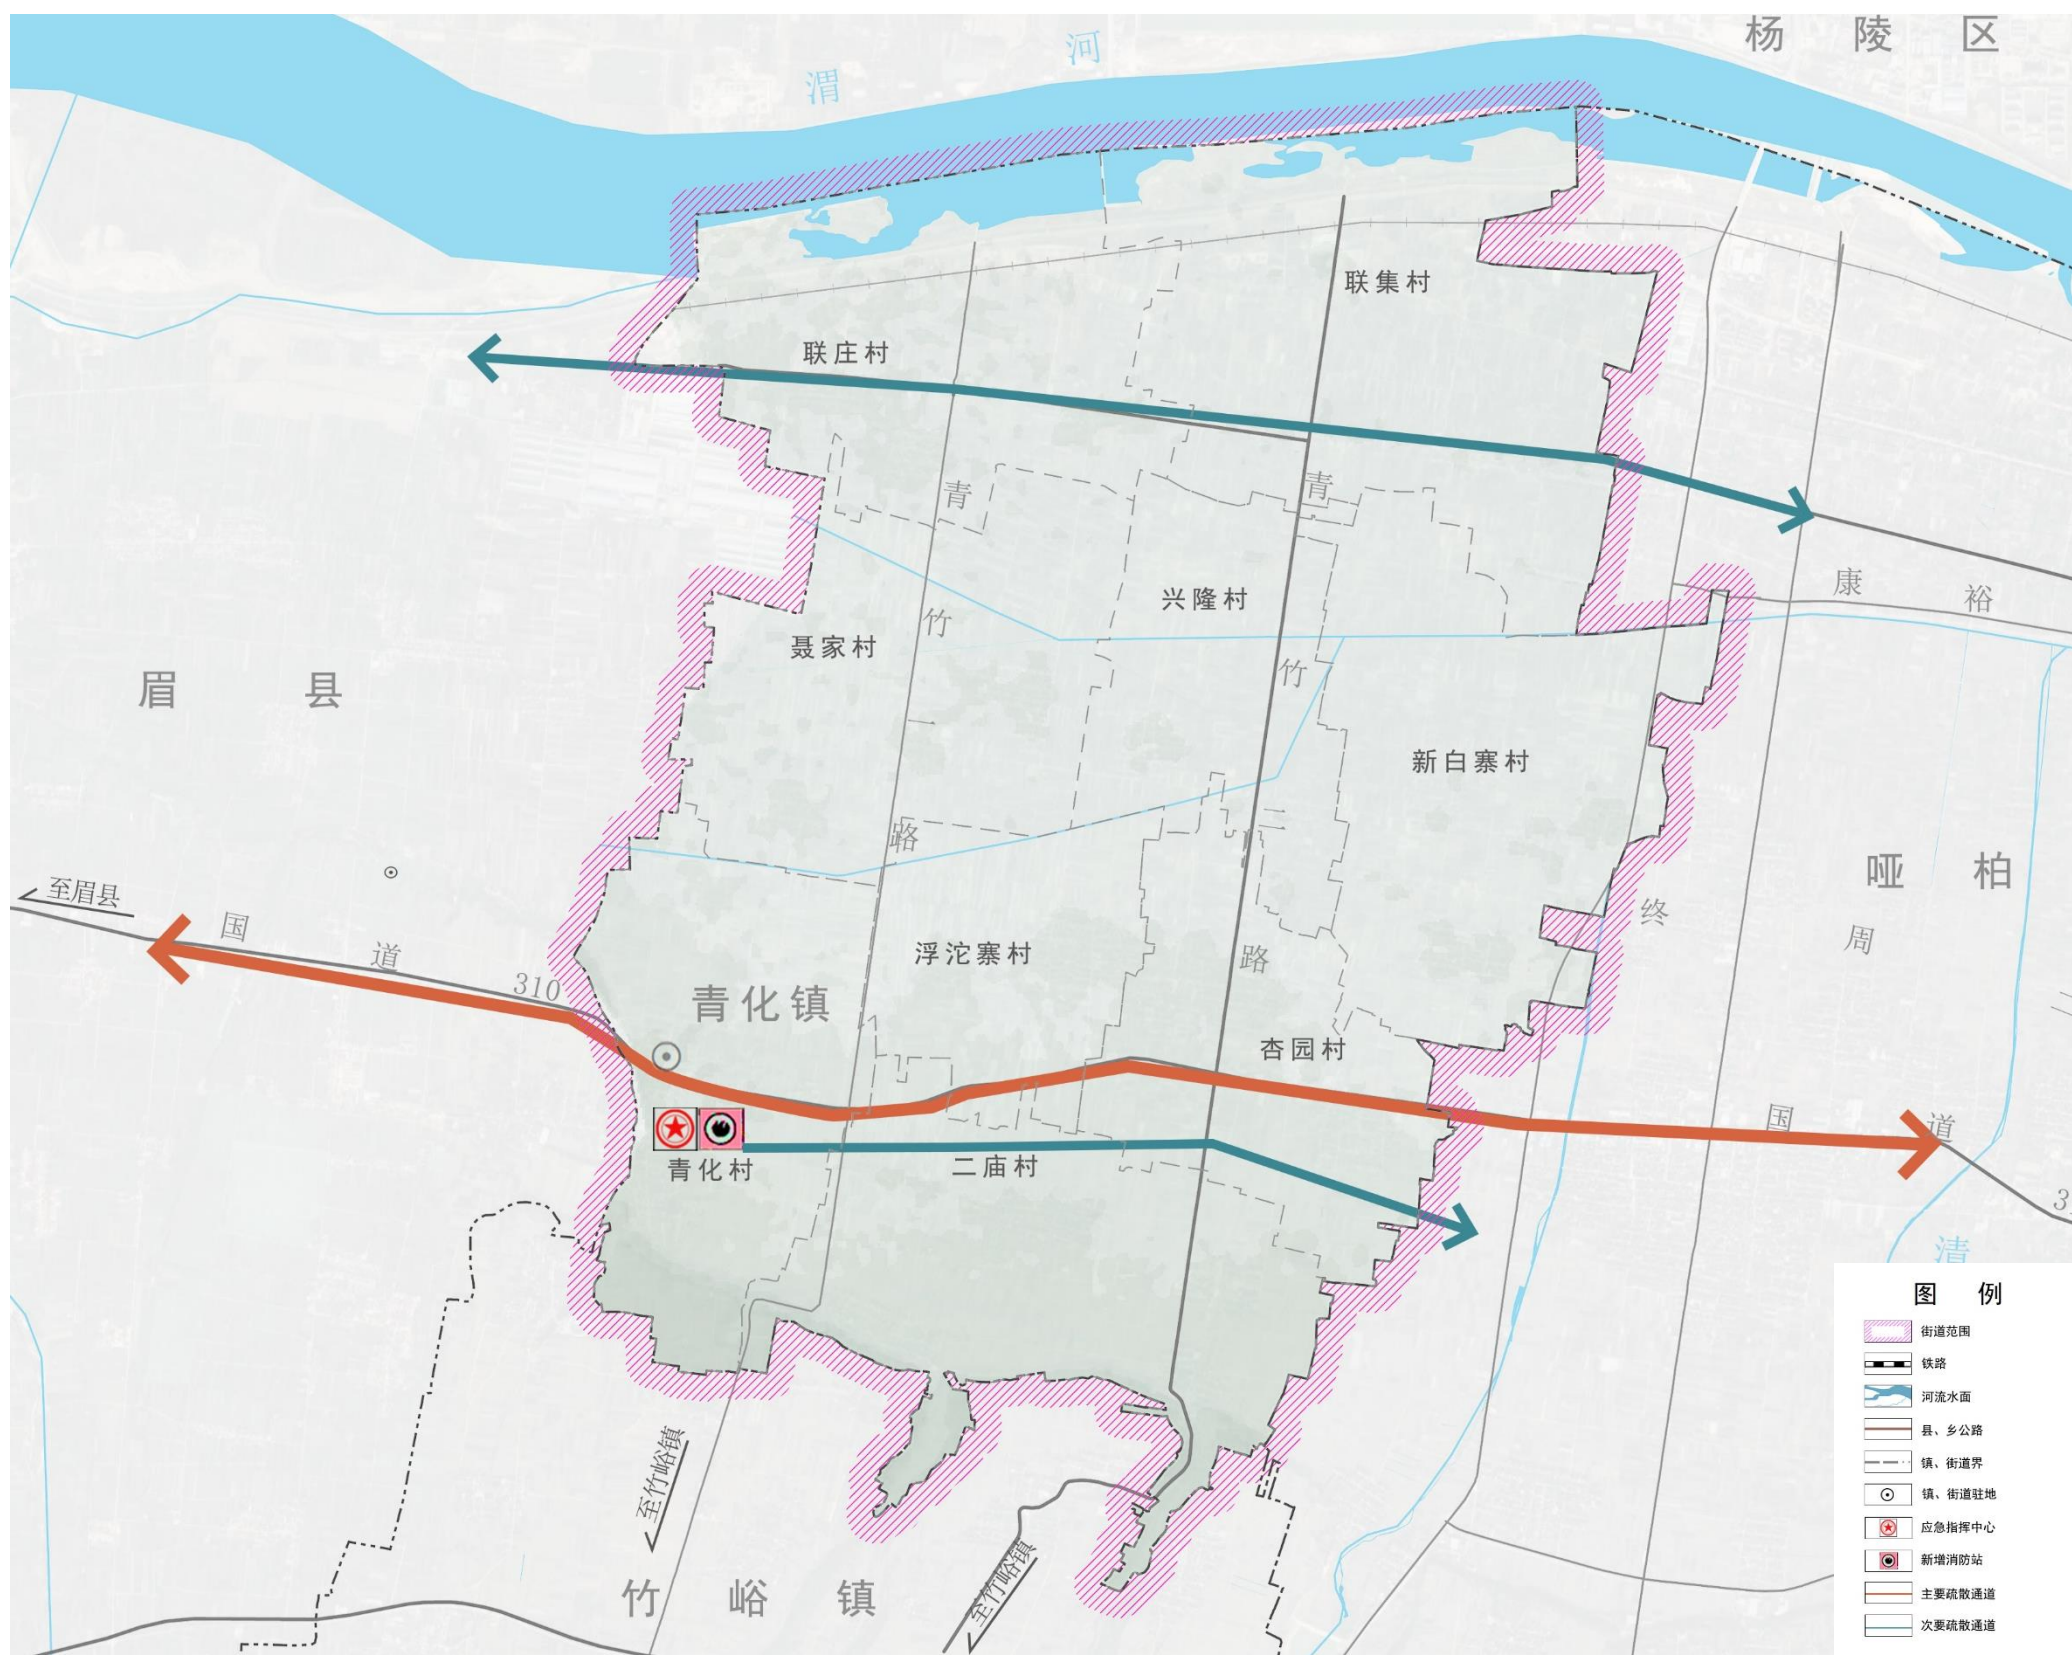 杨陵区
渭河
联集村
联庄村
青竹一路
青竹二路
兴隆村
康裕
聂家村
眉县
新白寨村
哑柏
至眉县
国道310
终
周
浮沱寨村
青化镇
杏园村
国道
3
青化村
二庙村
清
至竹峪镇
至竹峪镇
竹峪镇
图例
街道范围
铁路
河流水面
县、乡公路
镇、街道界
镇、街道驻地
应急指挥中心
新增消防站
主要疏散通道
次要疏散通道